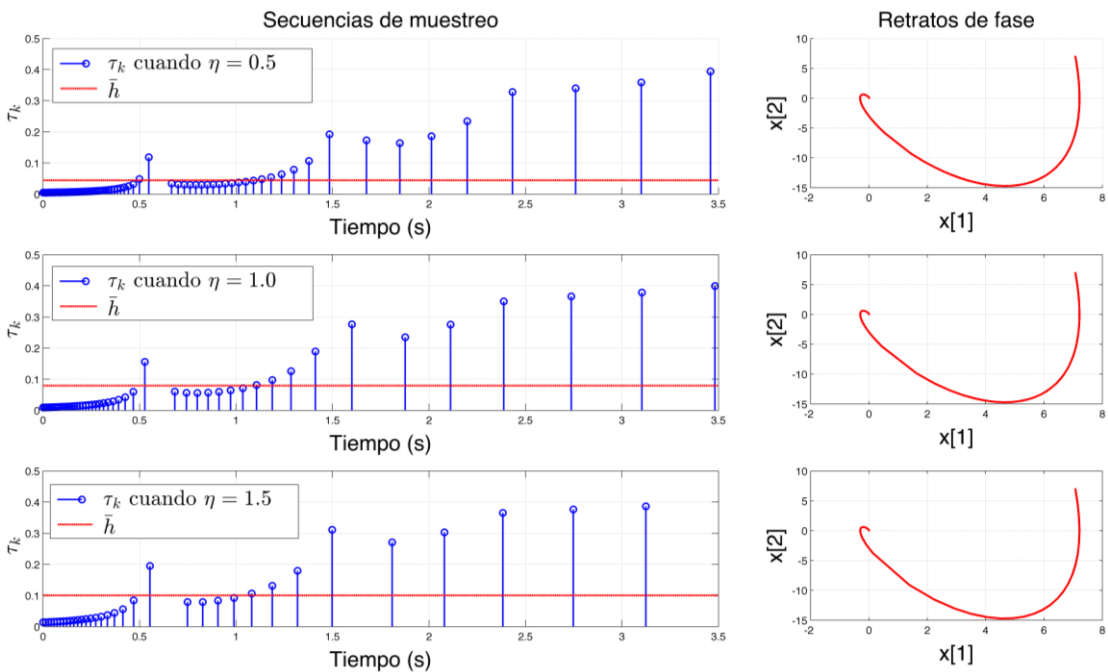 Secuencias de muestreo
Retratos de fase
τ_k cuando η = 0.5
h̄
0.5
0.4
0.3
0.2
0.1
0
τ_k
0 0.5 1 1.5 2 2.5 3 3.5
Tiempo (s)
10
5
0
-5
-10
-15
x[2]
-2 0 2 4 6 8
x[1]
τ_k cuando η = 1.0
h̄
0.5
0.4
0.3
0.2
0.1
0
τ_k
0 0.5 1 1.5 2 2.5 3 3.5
Tiempo (s)
10
5
0
-5
-10
-15
x[2]
-2 0 2 4 6 8
x[1]
τ_k cuando η = 1.5
h̄
0.5
0.4
0.3
0.2
0.1
0
τ_k
0 0.5 1 1.5 2 2.5 3 3.5
Tiempo (s)
10
5
0
-5
-10
-15
x[2]
-2 0 2 4 6 8
x[1]